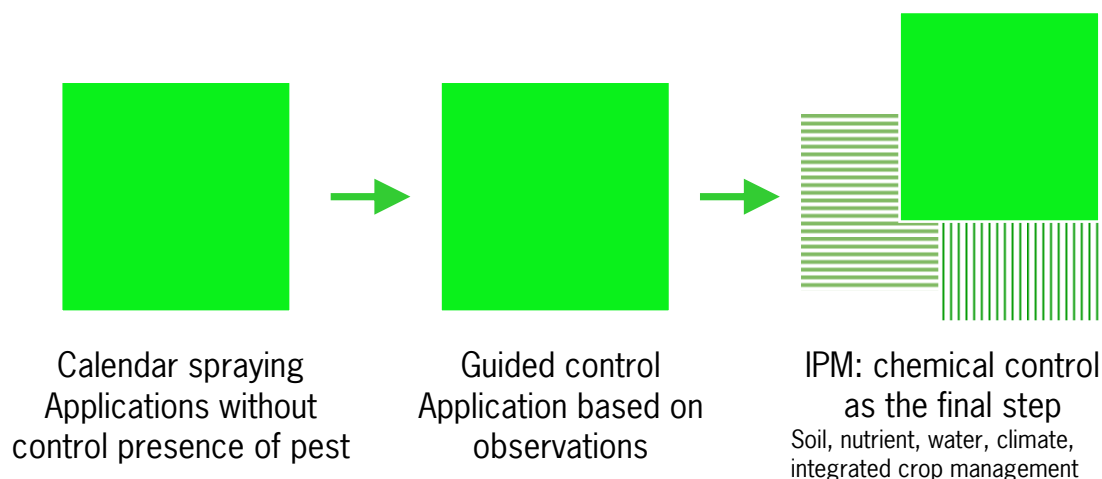 Calendar spraying
Applications without
control presence of pest
Guided control
Application based on
observations
IPM: chemical control
as the final step
Soil, nutrient, water, climate,
integrated crop management